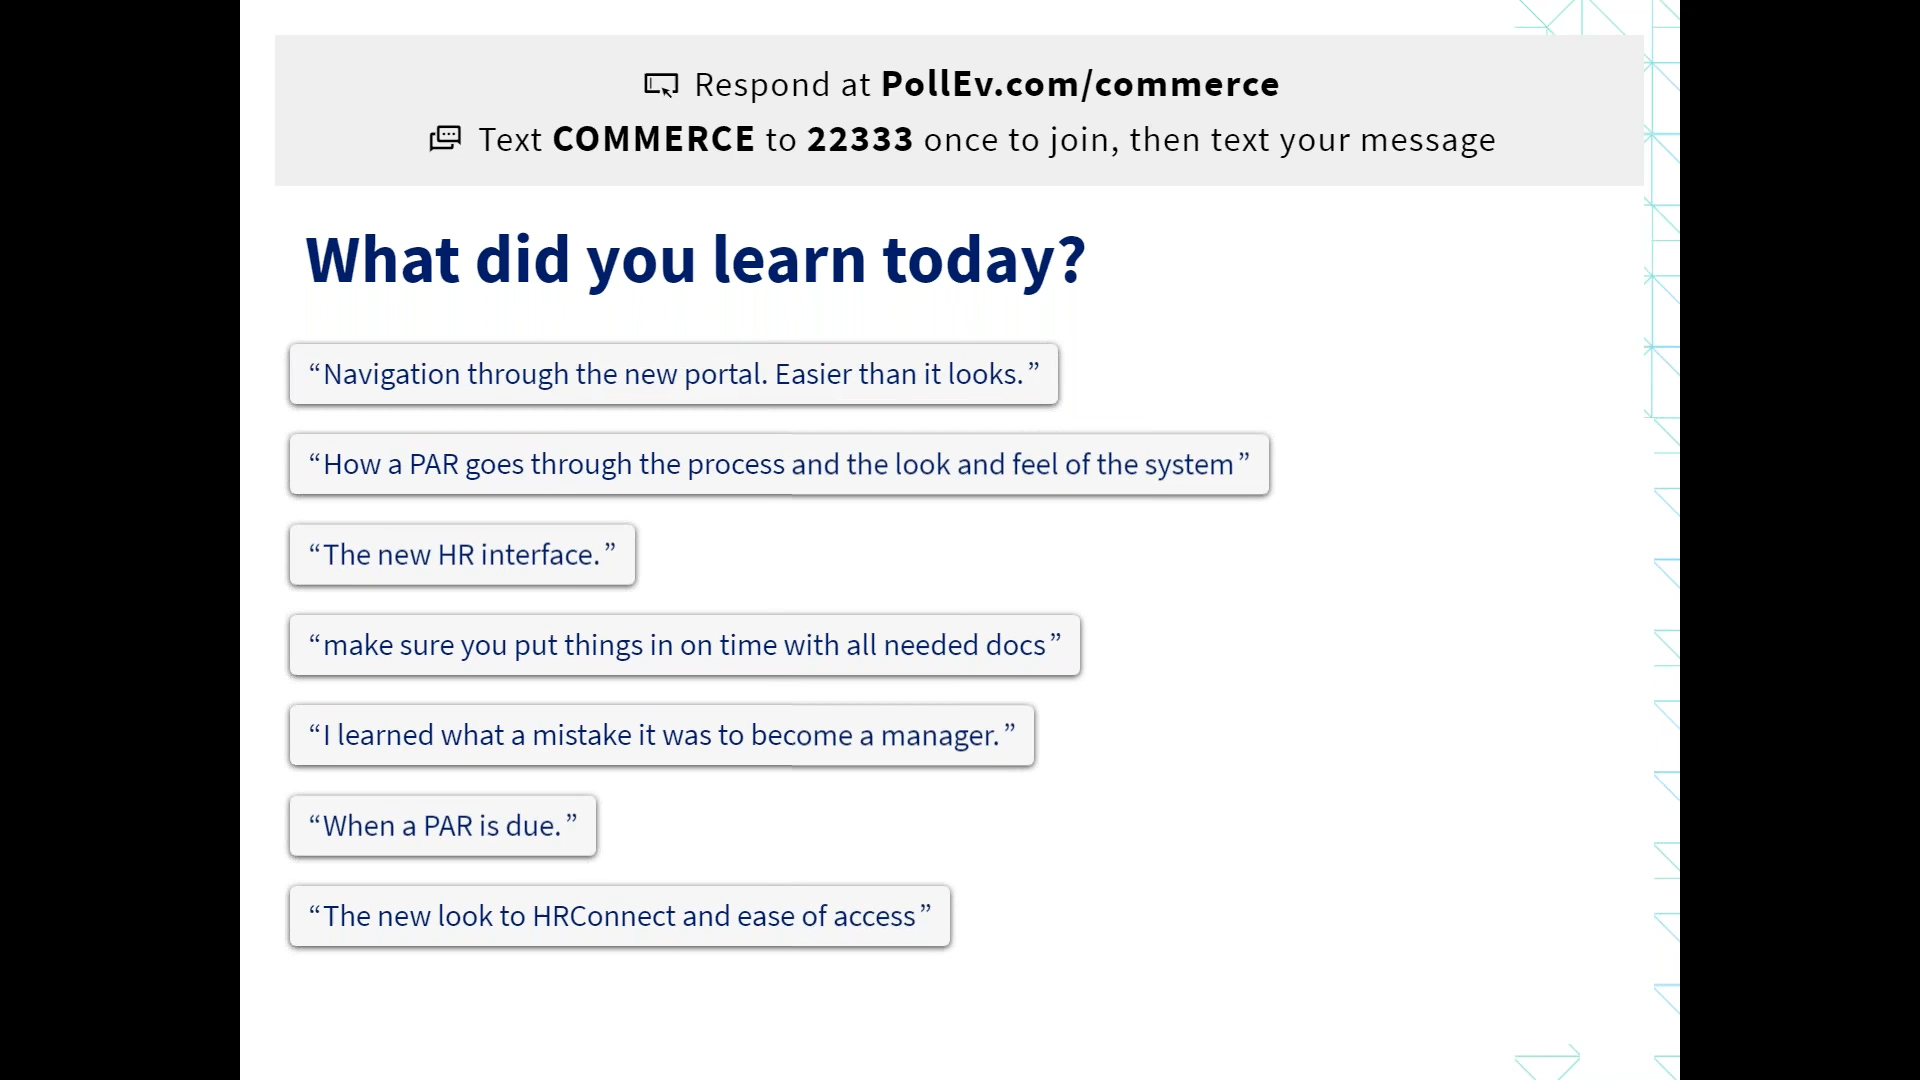 Respond at PollEv.com/commerce
Text COMMERCE to 22333 once to join, then text your message
What did you learn today?
“Navigation through the new portal. Easier than it looks.”
“How a PAR goes through the process and the look and feel of the system”
“The new HR interface.”
“make sure you put things in on time with all needed docs”
“I learned what a mistake it was to become a manager.”
“When a PAR is due.”
“The new look to HRConnect and ease of access”